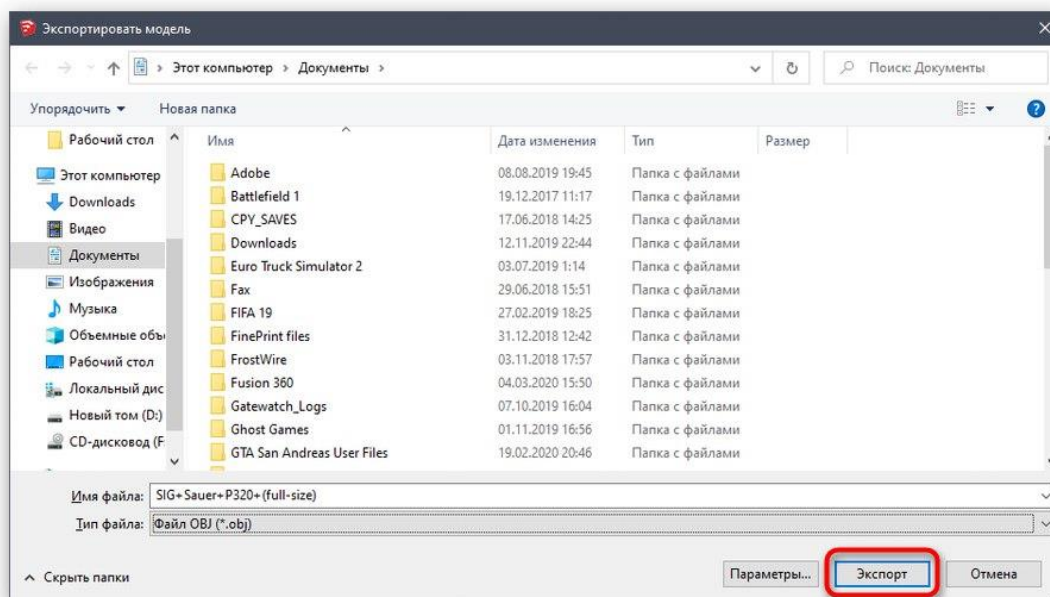 Экспортировать модель
Этот компьютер › Документы ›
Поиск: Документы
Упорядочить
Новая папка
Рабочий стол
Этот компьютер
Downloads
Видео
Документы
Изображения
Музыка
Объемные объ
Рабочий стол
Локальный дис
Новый том (D:)
CD-дисковод (F:
Имя Дата изменения Тип Размер
Adobe 08.08.2019 19:45 Папка с файлами
Battlefield 1 19.12.2017 11:17 Папка с файлами
CPY_SAVES 17.06.2018 14:25 Папка с файлами
Downloads 12.11.2019 22:44 Папка с файлами
Euro Truck Simulator 2 03.07.2019 1:14 Папка с файлами
Fax 29.06.2018 15:51 Папка с файлами
FIFA 19 27.02.2019 18:25 Папка с файлами
FinePrint files 31.12.2018 12:42 Папка с файлами
FrostWire 03.11.2018 17:57 Папка с файлами
Fusion 360 04.03.2020 15:50 Папка с файлами
Gatewatch_Logs 07.10.2019 16:04 Папка с файлами
Ghost Games 01.11.2019 16:56 Папка с файлами
GTA San Andreas User Files 19.02.2020 20:46 Папка с файлами
Имя файла: SIG+Sauer+P320+(full-size)
Тип файла: Файл OBJ (*.obj)
Скрыть папки
Параметры...
Экспорт
Отмена